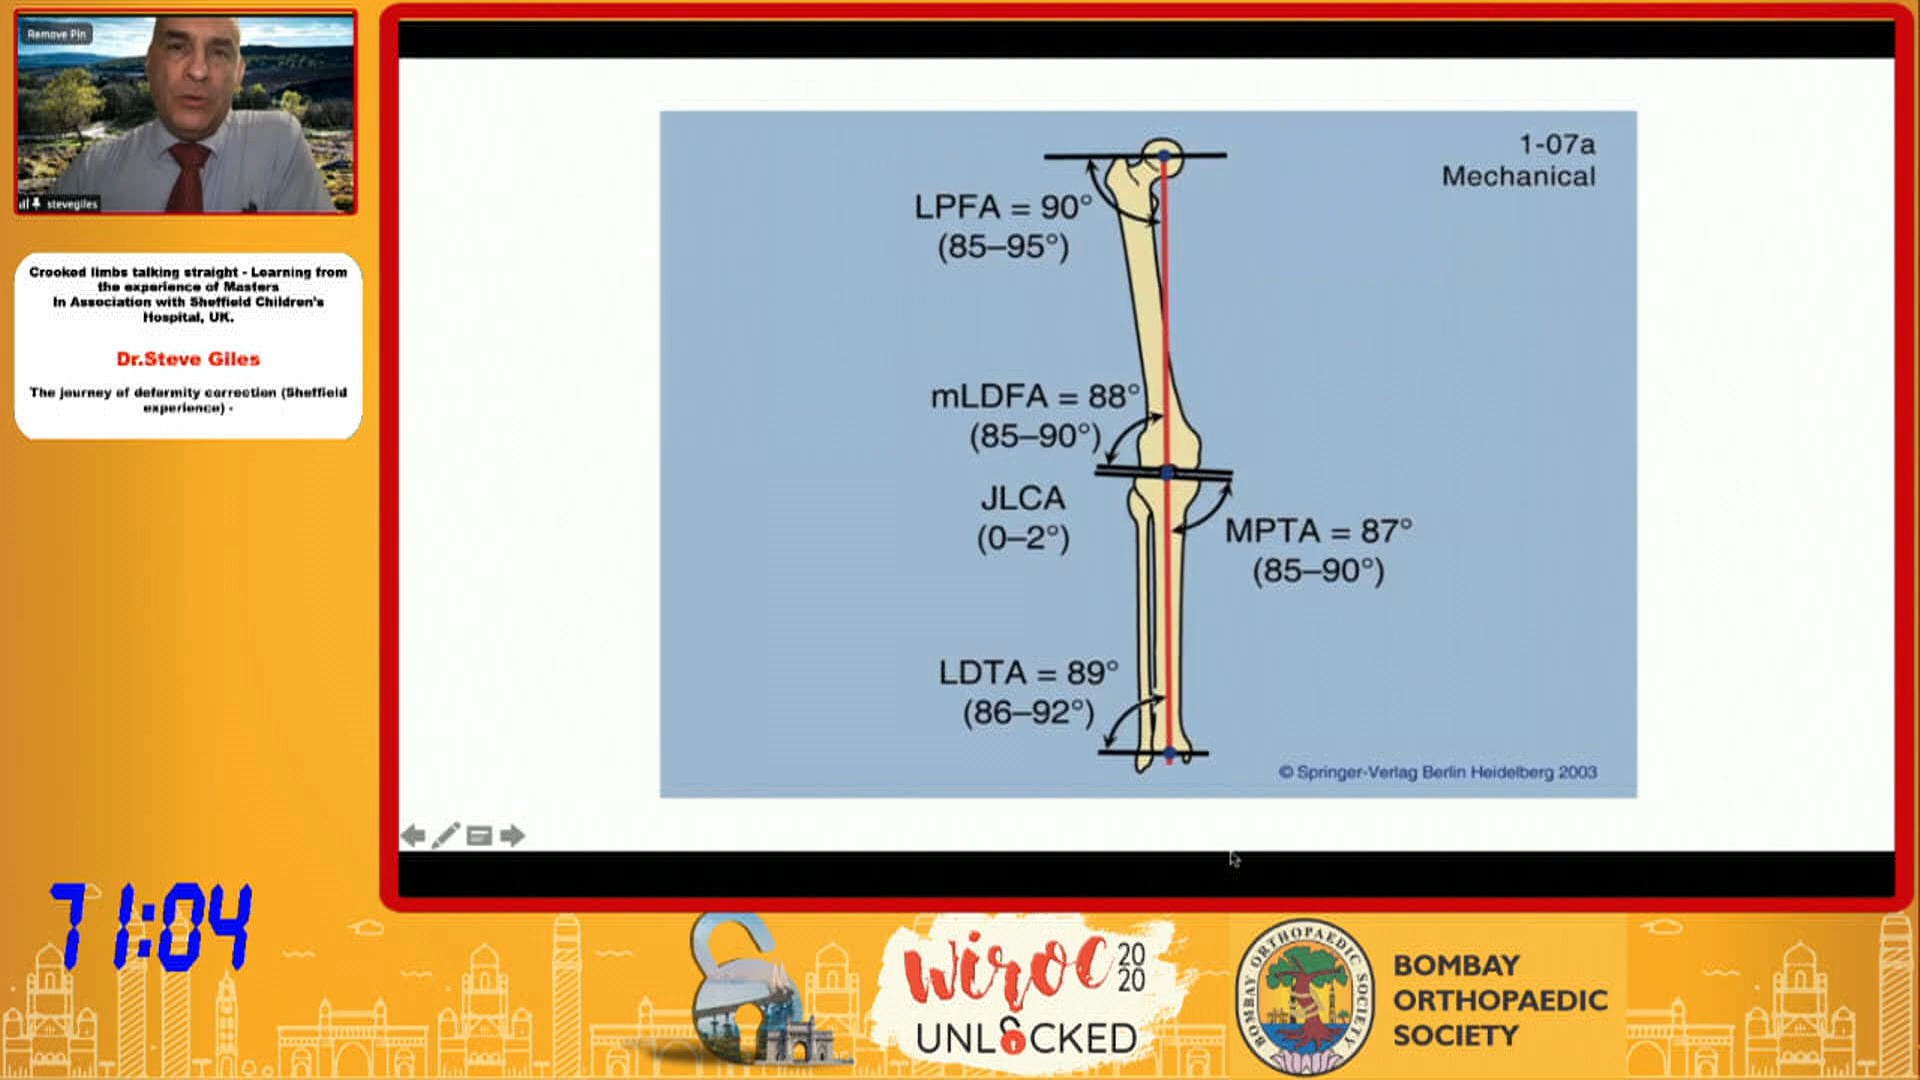 Remove Pin
stevegiles
Crooked limbs talking straight - Learning from
the experience of Masters
In Association with Sheffield Children's
Hospital, UK.
Dr.Steve Giles
The journey of deformity correction (Sheffield
experience) -
71:04
1-07a
Mechanical
LPFA = 90°
(85–95°)
mLDFA = 88°
(85–90°)
JLCA
(0–2°)
MPTA = 87°
(85–90°)
LDTA = 89°
(86–92°)
© Springer-Verlag Berlin Heidelberg 2003
WIROC 20
20
UNLOCKED
BOMBAY ORTHOPAEDIC SOCIETY
BOMBAY
ORTHOPAEDIC
SOCIETY